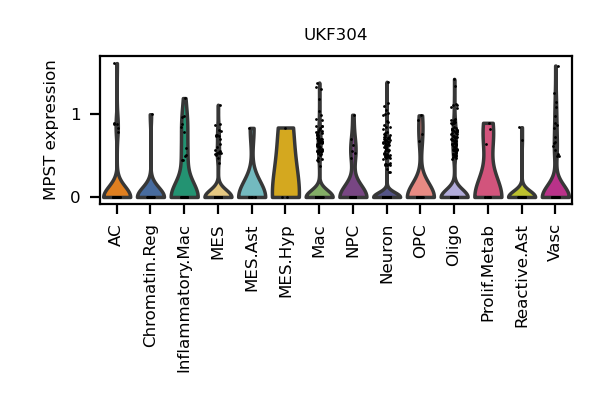 UKF304
MPST expression
1
0
AC
Chromatin.Reg
Inflammatory.Mac
MES
MES.Ast
MES.Hyp
Mac
NPC
Neuron
OPC
Oligo
Prolif.Metab
Reactive.Ast
Vasc